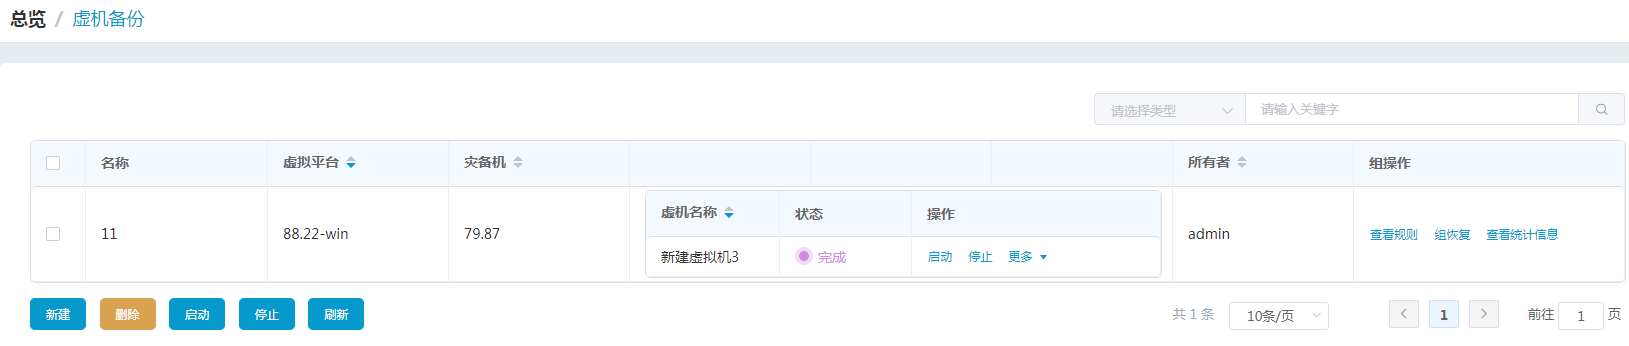 总览 / 虚机备份
请选择类型 请输入关键字
名称 虚拟平台 灾备机 所有者 组操作
虚机名称 状态 操作
11 88.22-win 79.87 admin 查看规则 组恢复 查看统计信息
新建虚拟机3 完成 启动 停止 更多
新建 删除 启动 停止 刷新 共 1 条 10条/页 1 前往 1 页